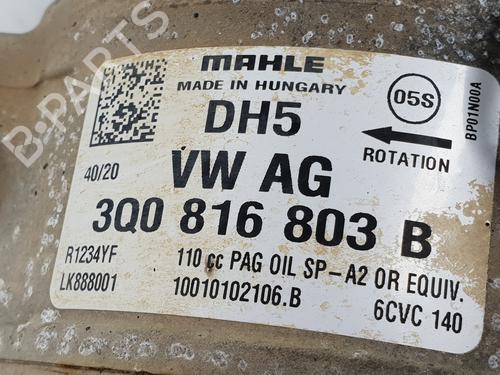 B-PARTS
MAHLE
MADE IN HUNGARY
05S
BP01N00A
DH5
ROTATION
40/20
VW AG
3Q0 816 803 B
R1234YF
110 cc PAG OIL SP-A2 OR EQUIV.
LK888001
10010102106.B
6CVC 140